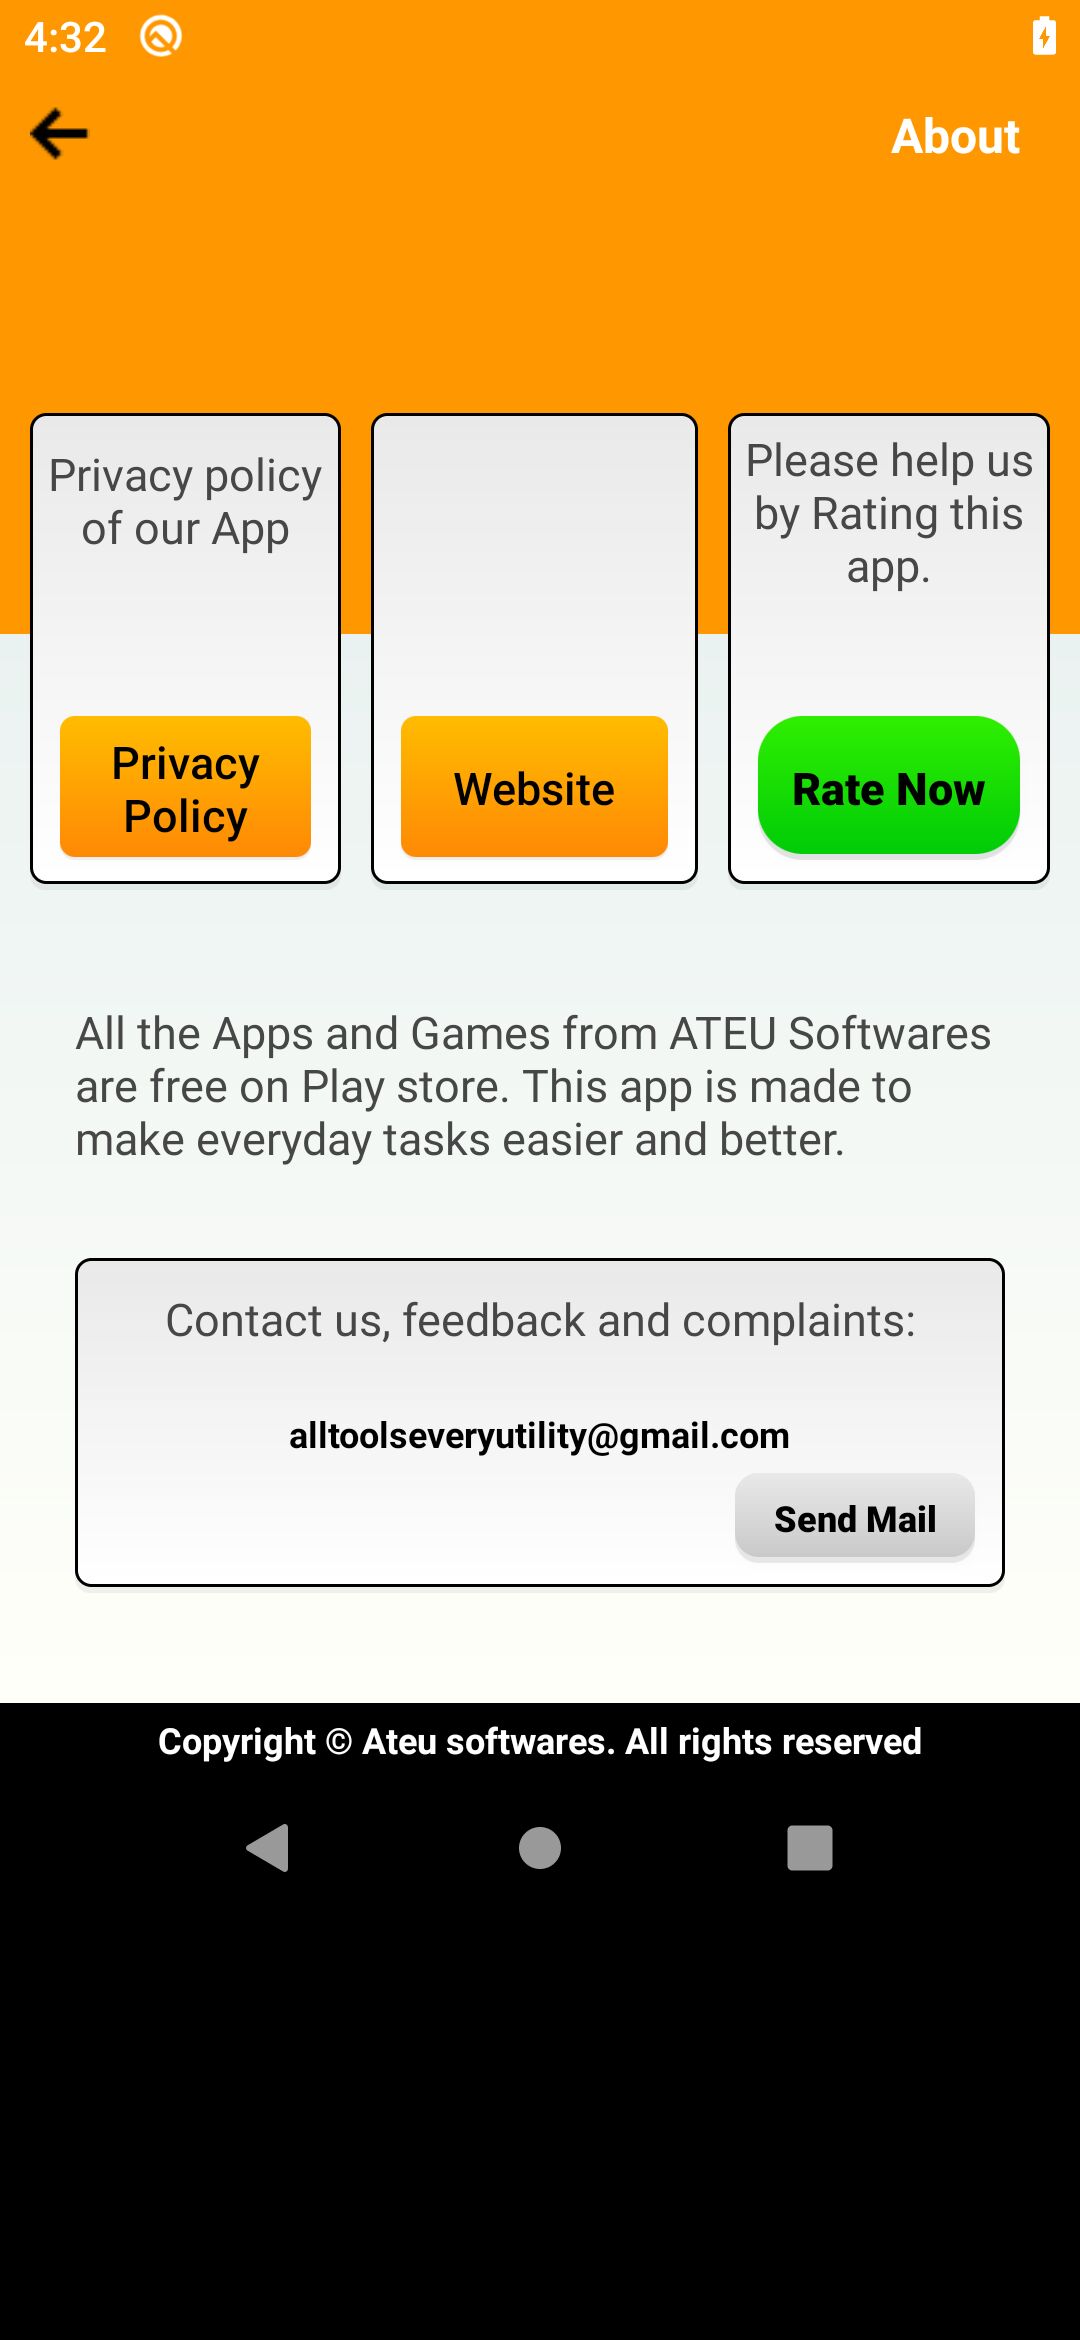 4:32
About
Privacy policy
of our App
Privacy
Policy
Website
Please help us
by Rating this
app.
Rate Now
All the Apps and Games from ATEU Softwares
are free on Play store. This app is made to
make everyday tasks easier and better.
Contact us, feedback and complaints:
alltoolseveryutility@gmail.com
Send Mail
Copyright © Ateu softwares. All rights reserved